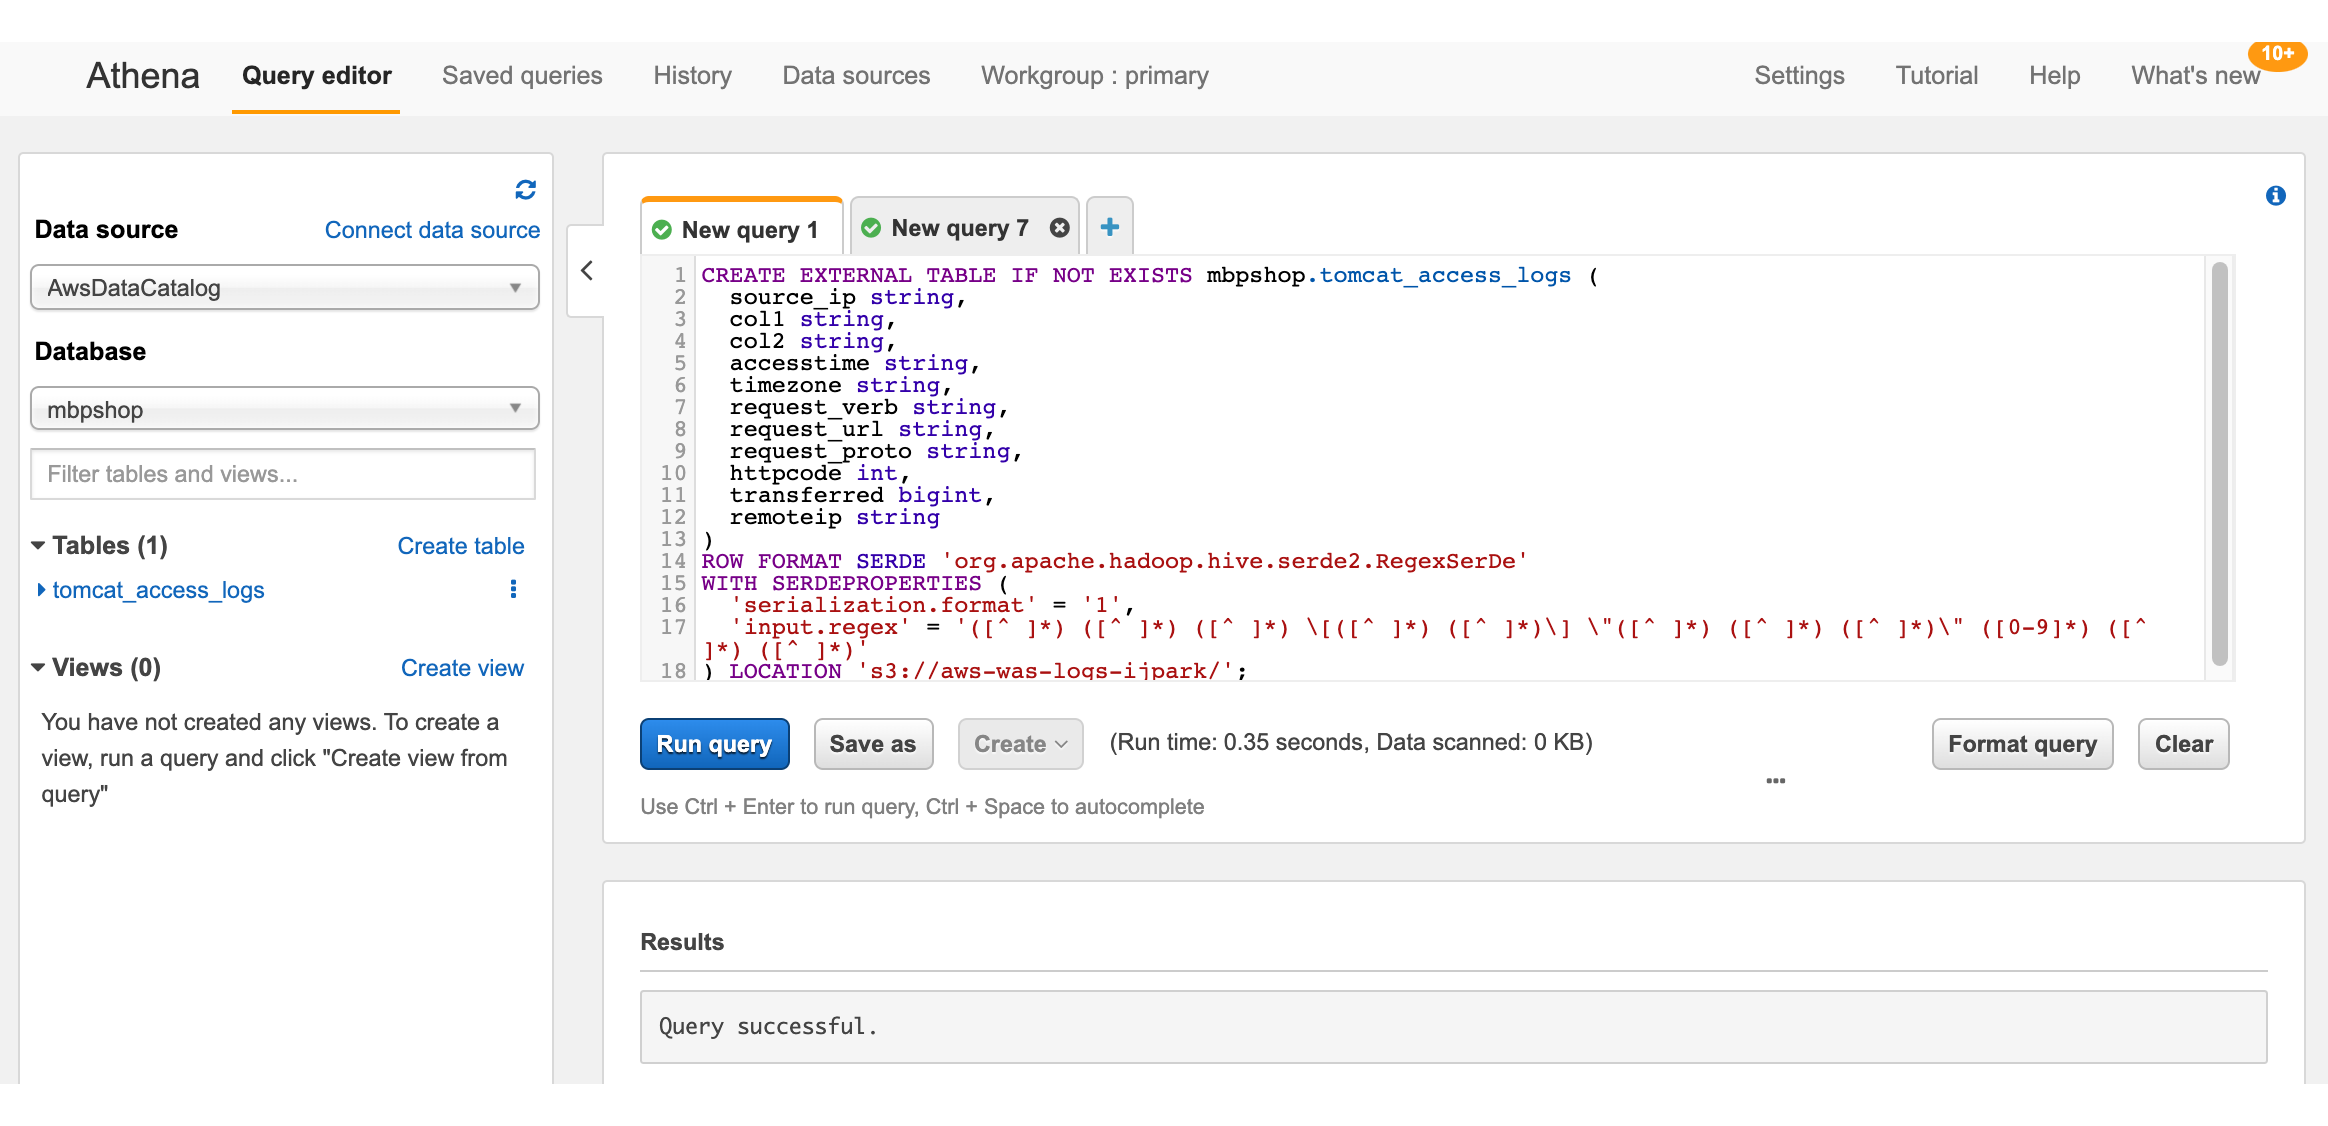 Athena Query editor Saved queries History Data sources Workgroup : primary Settings Tutorial Help What's new 10+
Data source Connect data source
AwsDataCatalog
Database
mbpshop
Filter tables and views...
Tables (1) Create table
tomcat_access_logs
Views (0) Create view
You have not created any views. To create a
view, run a query and click "Create view from
query"
New query 1 New query 7
1 CREATE EXTERNAL TABLE IF NOT EXISTS mbpshop.tomcat_access_logs (
2 source_ip string,
3 col1 string,
4 col2 string,
5 accesstime string,
6 timezone string,
7 request_verb string,
8 request_url string,
9 request_proto string,
10 httpcode int,
11 transferred bigint,
12 remoteip string
13 )
14 ROW FORMAT SERDE 'org.apache.hadoop.hive.serde2.RegexSerDe'
15 WITH SERDEPROPERTIES (
16 'serialization.format' = '1',
17 'input.regex' = '([^ ]*) ([^ ]*) ([^ ]*) \[([^ ]*) ([^ ]*)\] \"([^ ]*) ([^ ]*) ([^ ]*)\" ([0-9]*) ([^
]*) ([^ ]*)'
18 ) LOCATION 's3://aws-was-logs-ijpark/';
Run query Save as Create (Run time: 0.35 seconds, Data scanned: 0 KB) Format query Clear
Use Ctrl + Enter to run query, Ctrl + Space to autocomplete
Results
Query successful.